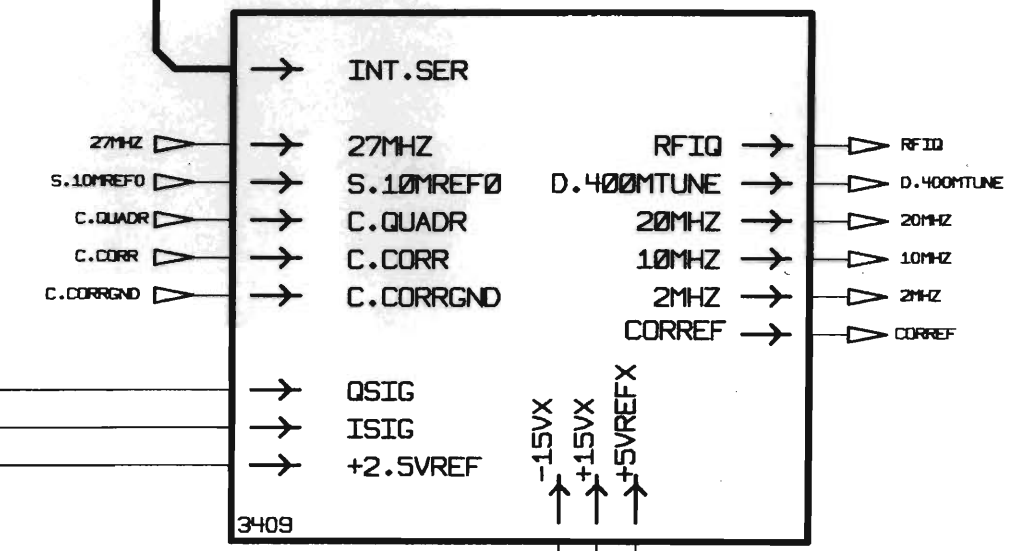 INT.SER
27MHZ 27MHZ RFIQ RFIQ
S.10MREF0 S.10MREF0 D.400MTUNE D.400MTUNE
C.QUADR C.QUADR 20MHZ 20MHZ
C.CORR C.CORR 10MHZ 10MHZ
C.CORRGND C.CORRGND 2MHZ 2MHZ
CORREF CORREF
QSIG
ISIG
+2.5VREF
-15VX
+15VX
+5VREFX
3409